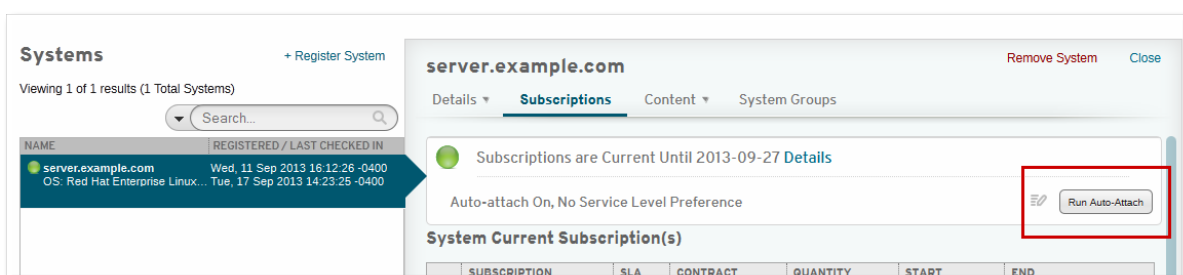 Systems
+ Register System
Viewing 1 of 1 results (1 Total Systems)
Search...
NAME REGISTERED / LAST CHECKED IN
server.example.com Wed, 11 Sep 2013 16:12:26 -0400
OS: Red Hat Enterprise Linux... Tue, 17 Sep 2013 14:23:25 -0400
server.example.com
Remove System Close
Details Subscriptions Content System Groups
Subscriptions are Current Until 2013-09-27 Details
Auto-attach On, No Service Level Preference
Run Auto-Attach
System Current Subscription(s)
SUBSCRIPTION SLA CONTRACT QUANTITY START END